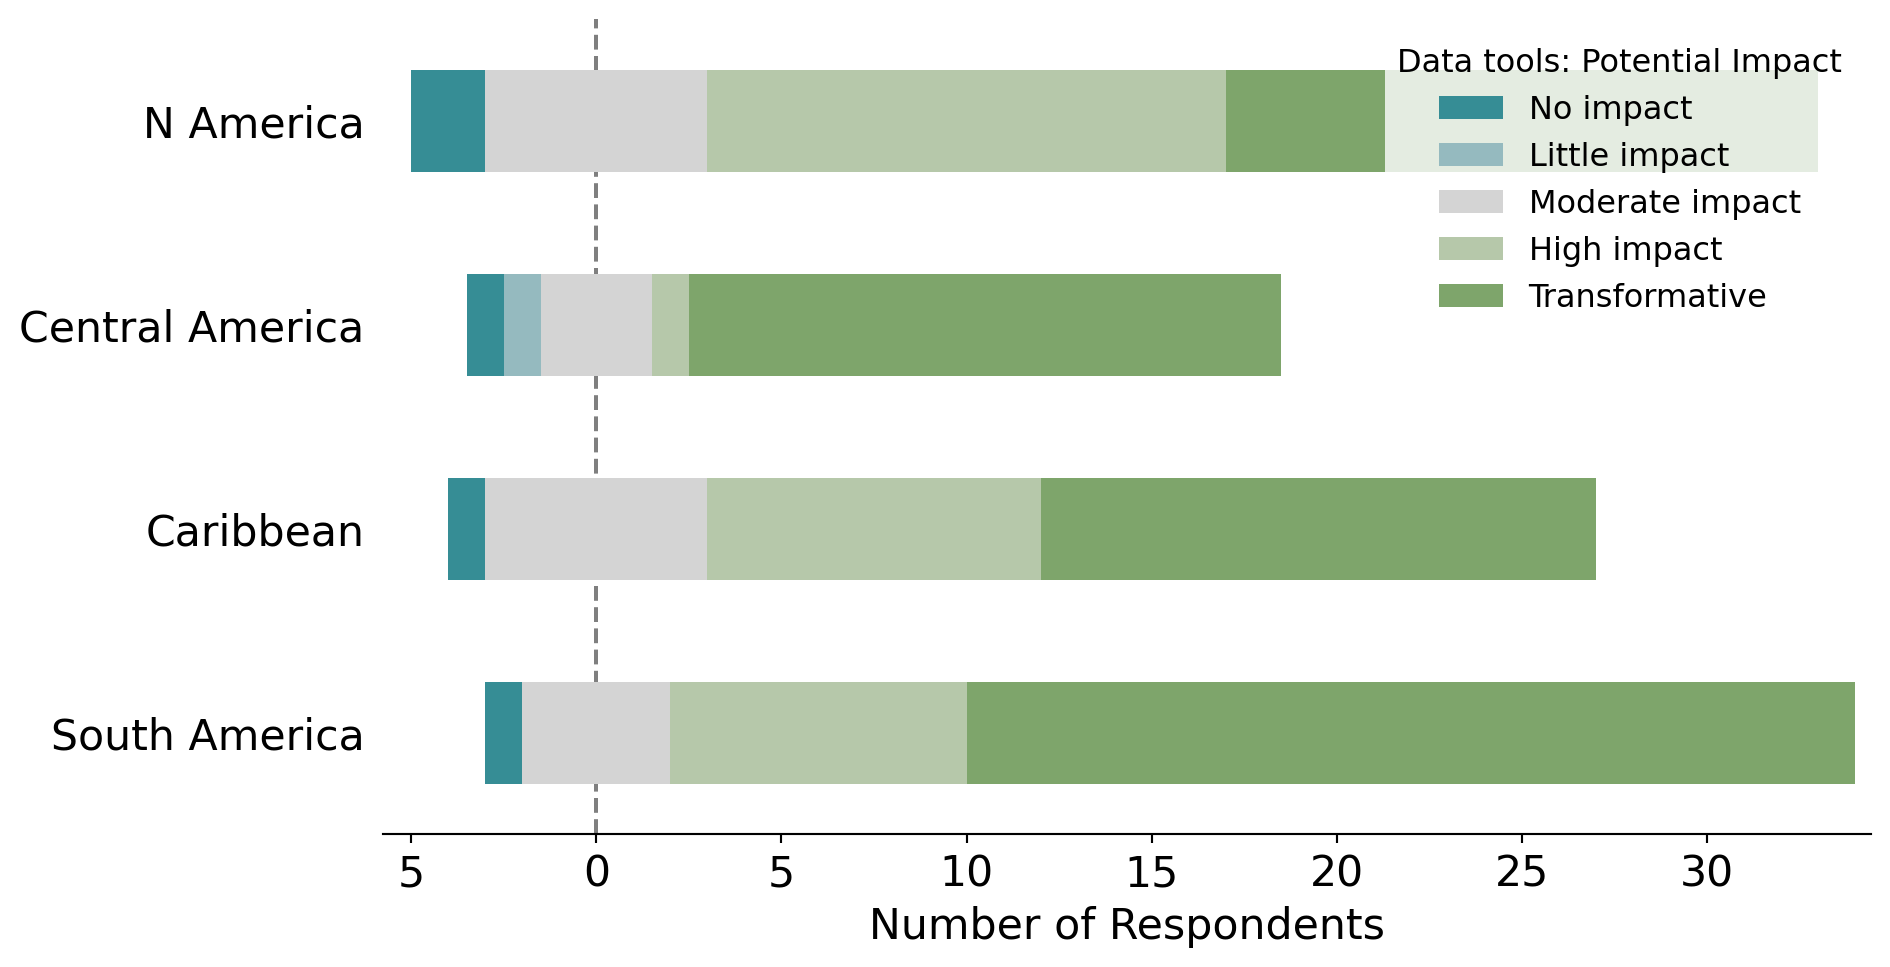 Data tools: Potential Impact
No impact
Little impact
Moderate impact
High impact
Transformative
N America
Central America
Caribbean
South America
5 0 5 10 15 20 25 30
Number of Respondents